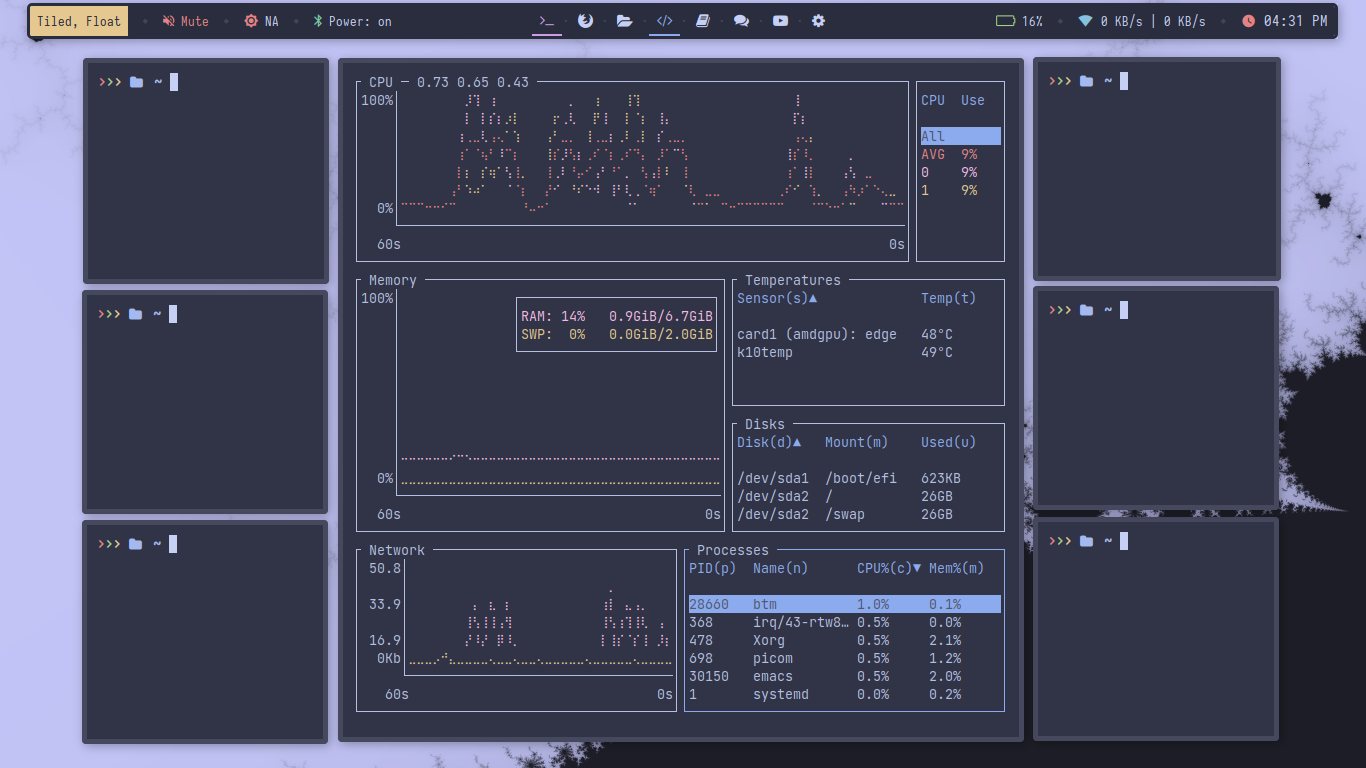 Tiled, Float Mute NA Power: on >_ </> 16% 0 KB/s | 0 KB/s 04:31 PM
>>> ~
>>> ~
>>> ~
CPU 0.73 0.65 0.43
100%
0%
60s 0s
CPU Use
All
AVG 9%
0 9%
1 9%
Memory
100%
RAM: 14% 0.9GiB/6.7GiB
SWP: 0% 0.0GiB/2.0GiB
0%
60s 0s
Temperatures
Sensor(s)▲ Temp(t)
card1 (amdgpu): edge 48°C
k10temp 49°C
Disks
Disk(d)▲ Mount(m) Used(u)
/dev/sda1 /boot/efi 623KB
/dev/sda2 / 26GB
/dev/sda2 /swap 26GB
Network
50.8
33.9
16.9
0Kb
60s 0s
Processes
PID(p) Name(n) CPU%(c)▼ Mem%(m)
28660 btm 1.0% 0.1%
368 irq/43-rtw8… 0.5% 0.0%
478 Xorg 0.5% 2.1%
698 picom 0.5% 1.2%
30150 emacs 0.5% 2.0%
1 systemd 0.0% 0.2%
>>> ~
>>> ~
>>> ~